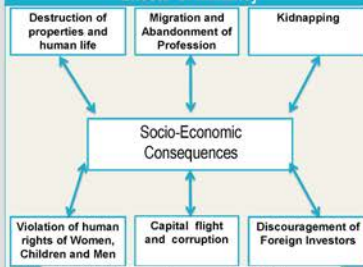 Destruction of
properties and
human life
Migration and
Abandonment of
Profession
Kidnapping
Socio-Economic
Consequences
Violation of human
rights of Women,
Children and Men
Capital flight
and corruption
Discouragement of
Foreign Investors